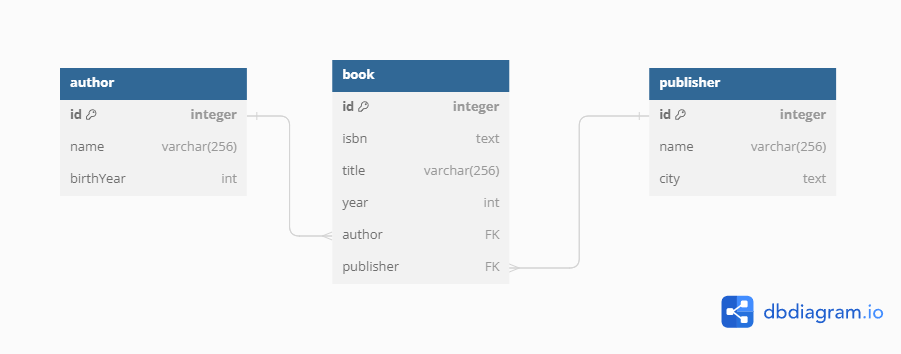 author
id integer
name varchar(256)
birthYear int
book
id integer
isbn text
title varchar(256)
year int
author FK
publisher FK
publisher
id integer
name varchar(256)
city text
dbdiagram.io